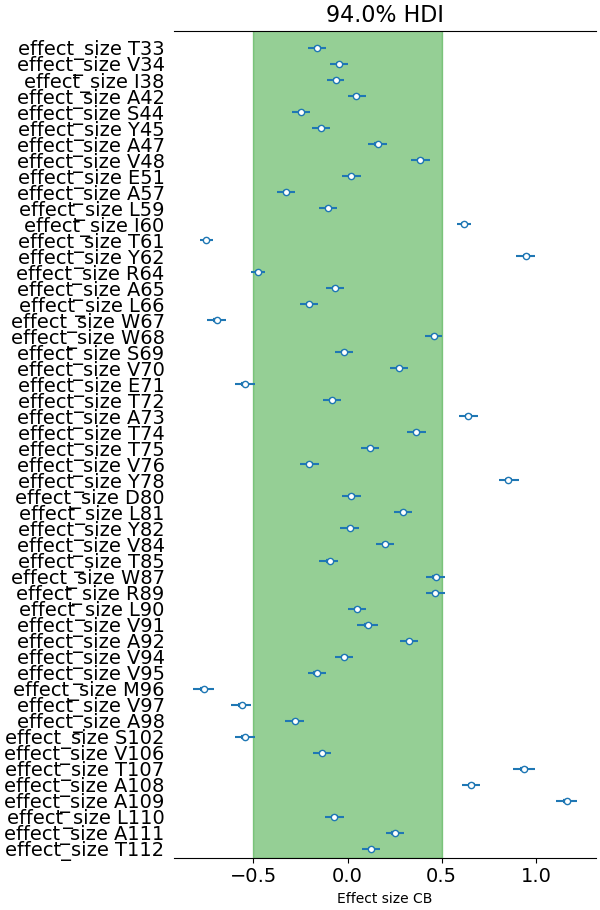 94.0% HDI
effect_size T33
effect_size V34
effect_size I38
effect_size A42
effect_size S44
effect_size Y45
effect_size A47
effect_size V48
effect_size E51
effect_size A57
effect_size L59
effect_size I60
effect_size T61
effect_size Y62
effect_size R64
effect_size A65
effect_size L66
effect_size W67
effect_size W68
effect_size S69
effect_size V70
effect_size E71
effect_size T72
effect_size A73
effect_size T74
effect_size T75
effect_size V76
effect_size Y78
effect_size D80
effect_size L81
effect_size Y82
effect_size V84
effect_size T85
effect_size W87
effect_size R89
effect_size L90
effect_size V91
effect_size A92
effect_size V94
effect_size V95
effect_size M96
effect_size V97
effect_size A98
effect_size S102
effect_size V106
effect_size T107
effect_size A108
effect_size A109
effect_size L110
effect_size A111
effect_size T112
−0.5 0.0 0.5 1.0
Effect size CB